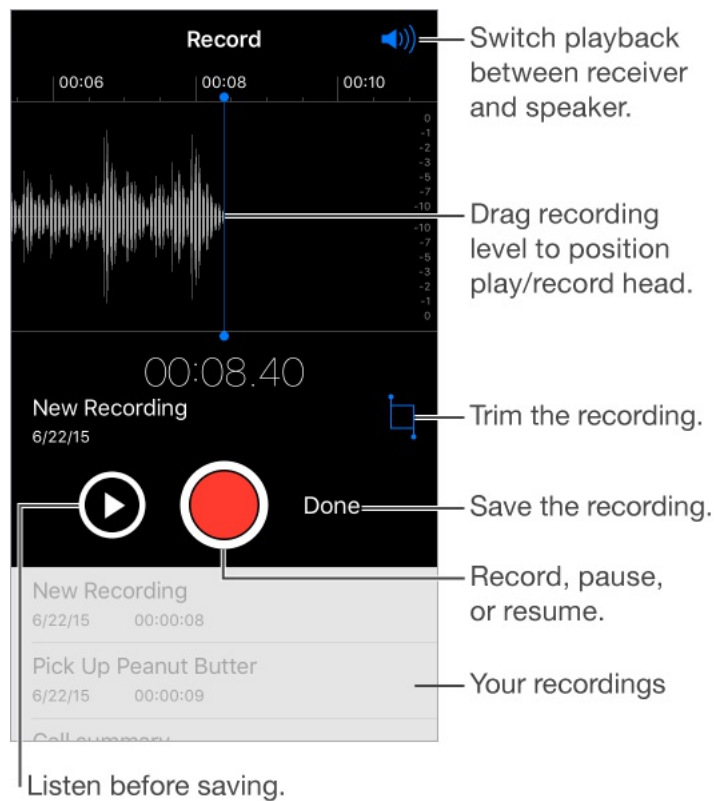 Record
Switch playback
between receiver
and speaker.
00:06
00:08
00:10
0
-1
-2
-3
-5
-7
-10
-10
-7
-5
-3
-2
-1
0
Drag recording
level to position
play/record head.
00:08.40
New Recording
6/22/15
Trim the recording.
Done
Save the recording.
Record, pause,
or resume.
New Recording
6/22/15 00:00:08
Pick Up Peanut Butter
6/22/15 00:00:09
Your recordings
Call summary
Listen before saving.